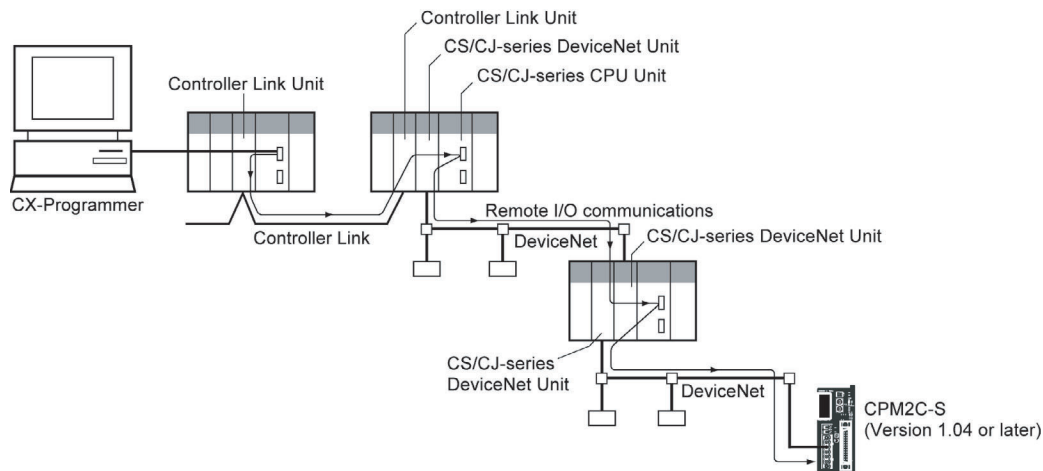 Controller Link Unit
CS/CJ-series DeviceNet Unit
CS/CJ-series CPU Unit
Controller Link Unit
CX-Programmer
Controller Link
Remote I/O communications
DeviceNet
CS/CJ-series DeviceNet Unit
CS/CJ-series
DeviceNet Unit
DeviceNet
CPM2C-S
(Version 1.04 or later)